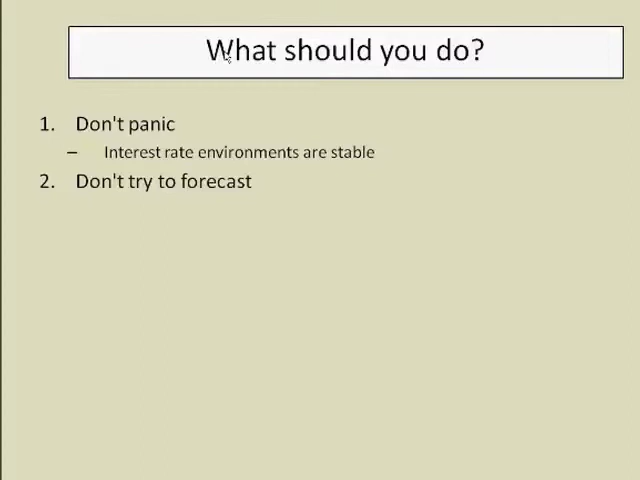 What should you do?
1. Don't panic
– Interest rate environments are stable
2. Don't try to forecast